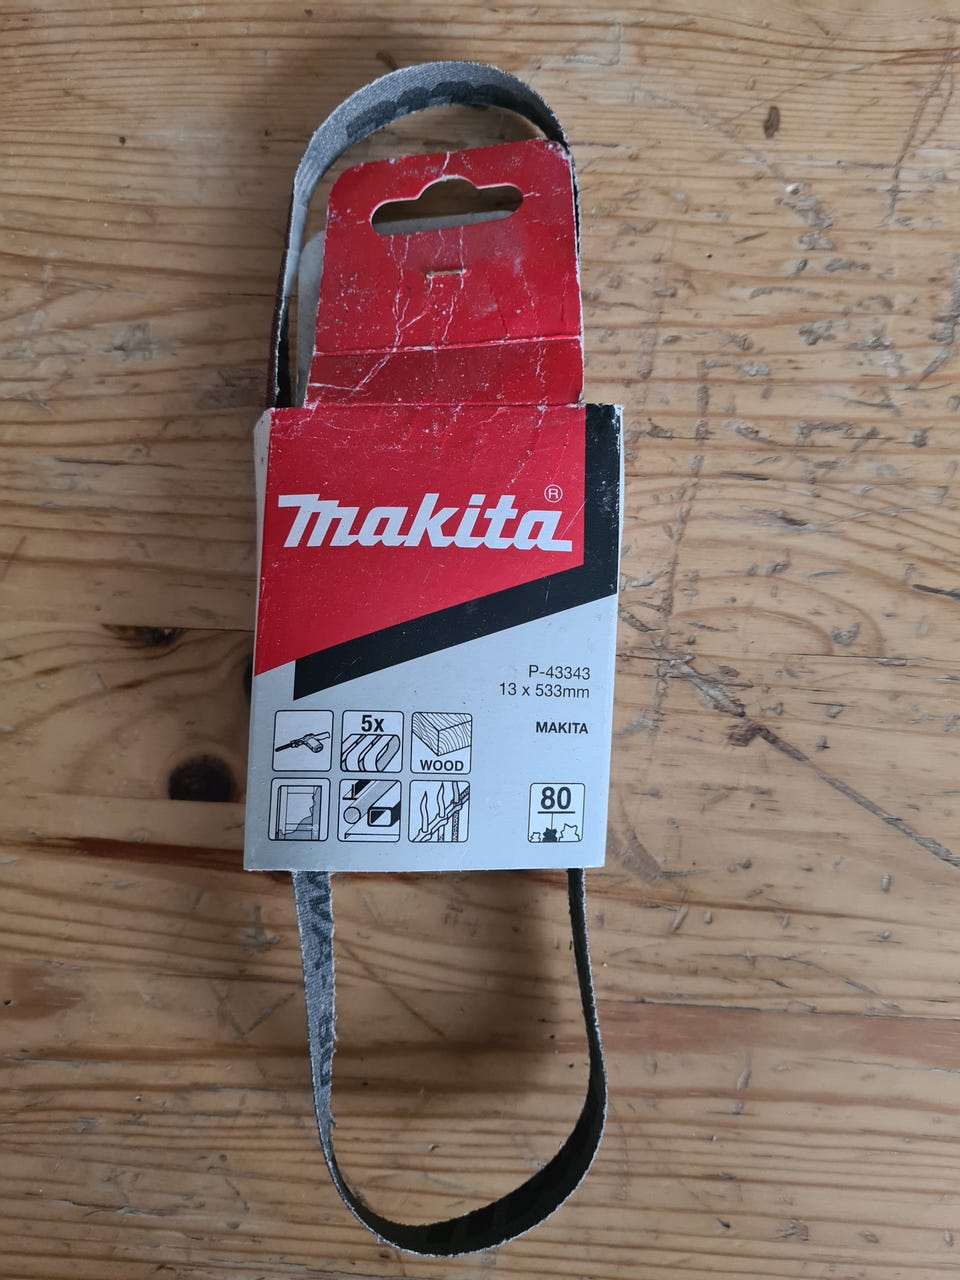 makita®
P-43343
13 x 533mm
MAKITA
5x
WOOD
80